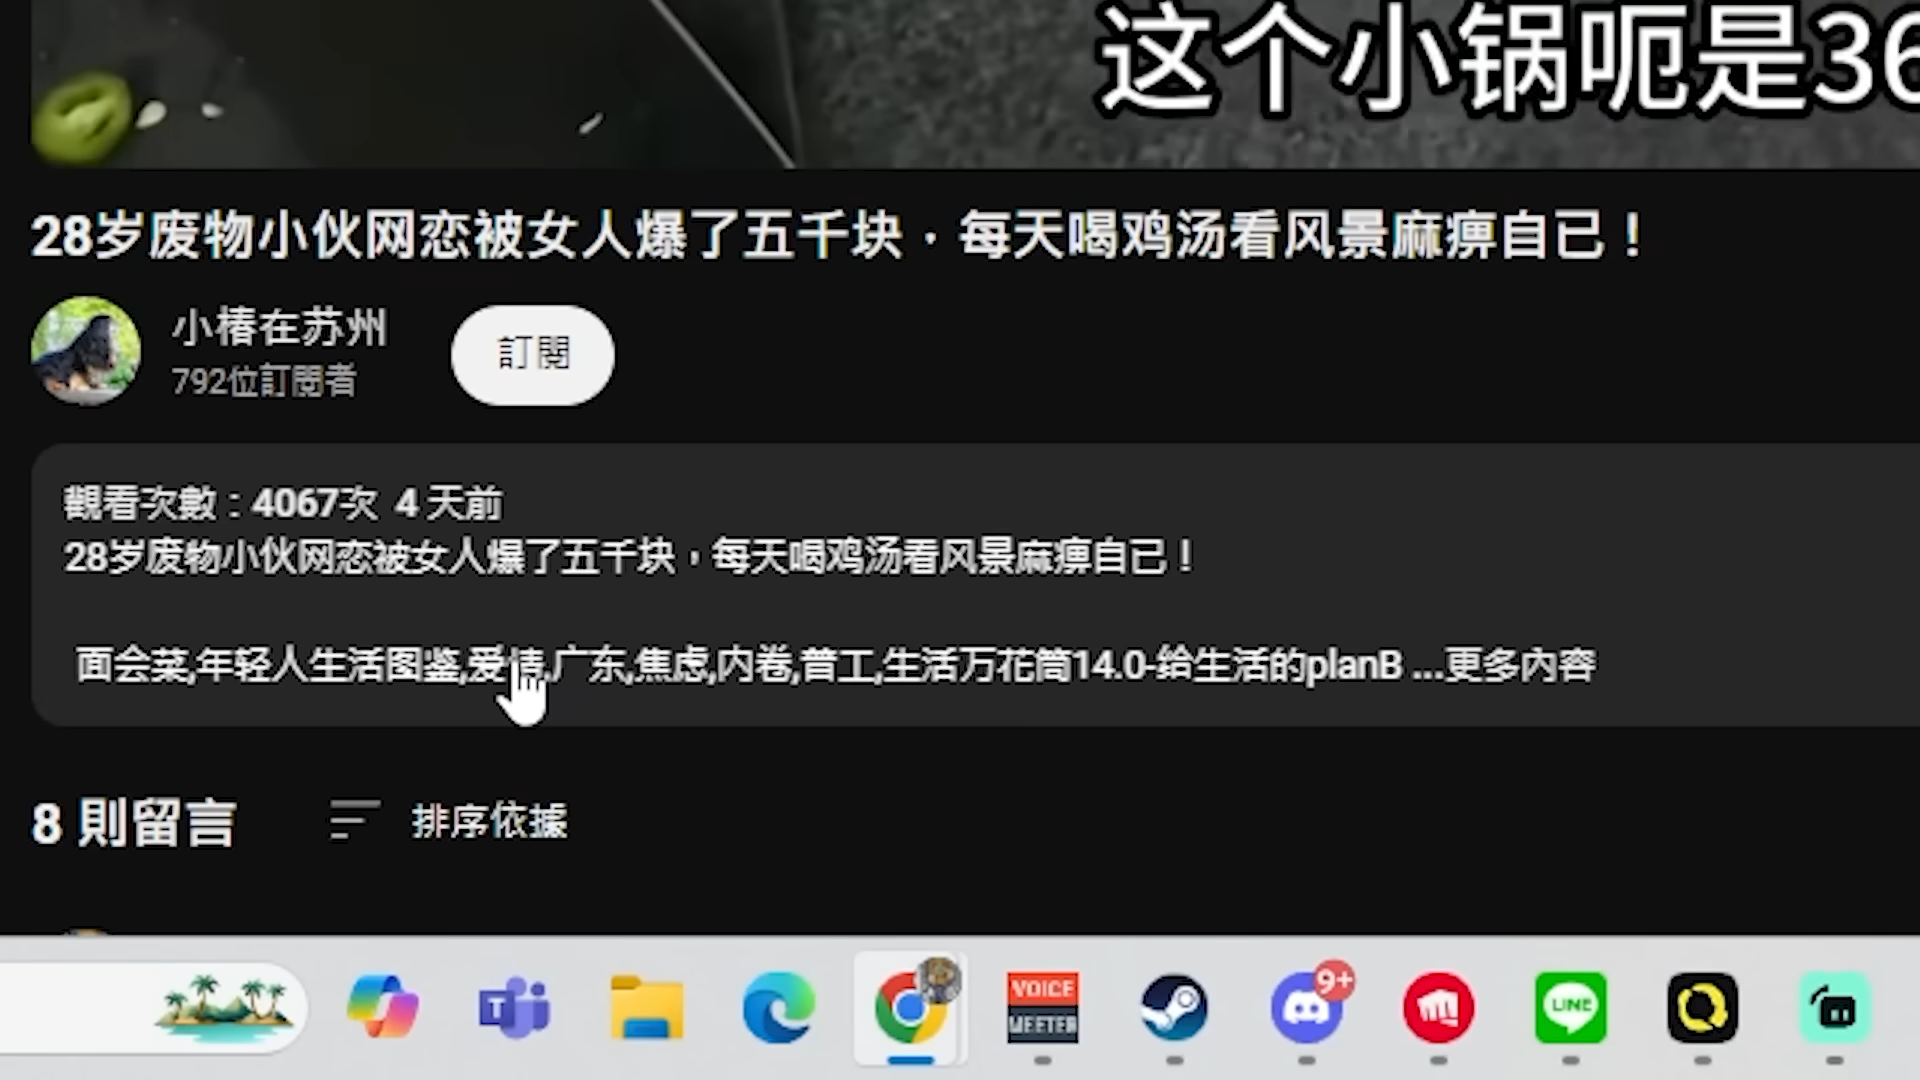 这个小锅呃是36
28岁废物小伙网恋被女人爆了五千块，每天喝鸡汤看风景麻痹自己！
小椿在苏州
792位訂閱者
訂閱
觀看次數：4067次 4 天前
28岁废物小伙网恋被女人爆了五千块，每天喝鸡汤看风景麻痹自己！
面会菜,年轻人生活图鉴,爱情,广东,焦虑,内卷,普工,生活万花筒14.0-给生活的planB ...更多內容
8 則留言
排序依據
VOICE
MEETER
9+
LINE